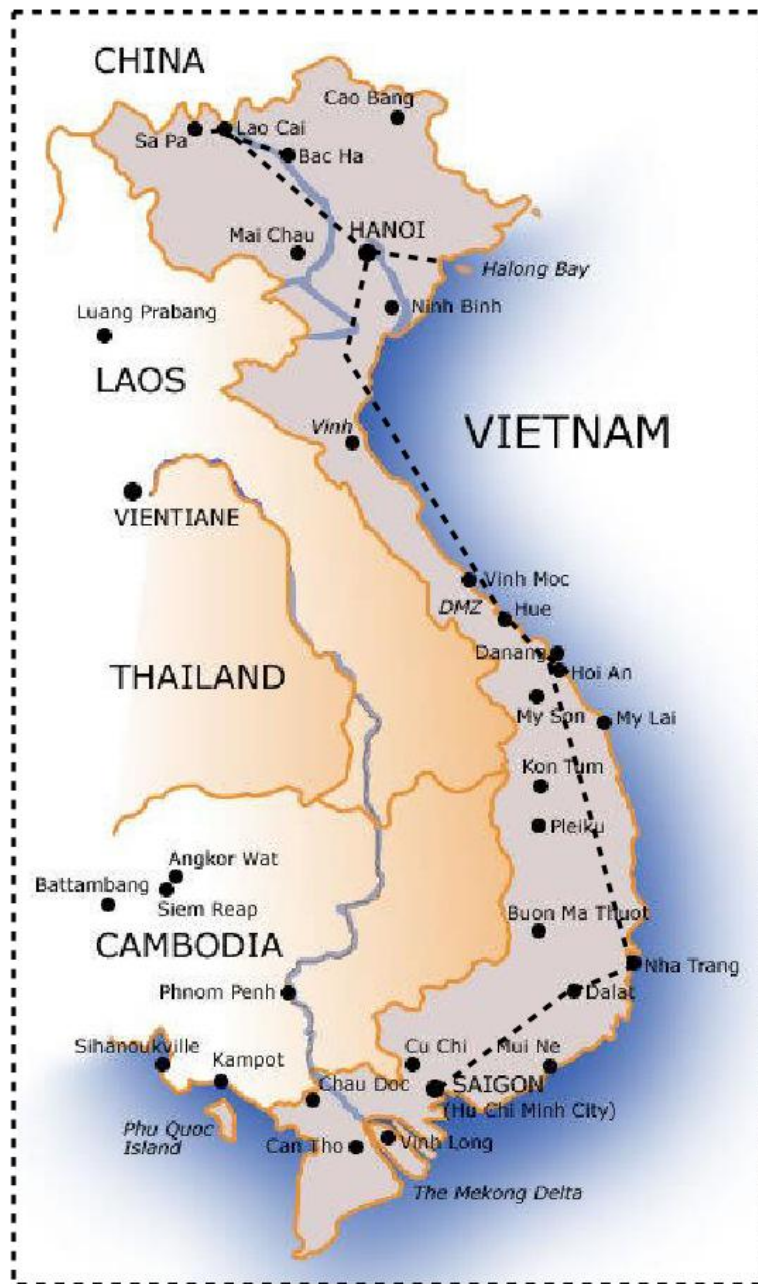 CHINA
Cao Bang
Sa Pa
Lao Cai
Bac Ha
HANOI
Mai Chau
Halong Bay
Ninh Binh
Luang Prabang
LAOS
VIETNAM
Vinh
VIENTIANE
Vinh Moc
DMZ
Hue
Danang
THAILAND
Hoi An
My Son
My Lai
Kon Tum
Pleiku
Angkor Wat
Battambang
Siem Reap
Buon Ma Thuot
CAMBODIA
Nha Trang
Phnom Penh
Dalat
Sihanoukville
Cu Chi
Mui Ne
Kampot
Chau Doc
SAIGON
(Hu Chi Minh City)
Phu Quoc
Island
Can Tho
Vinh Long
The Mekong Delta